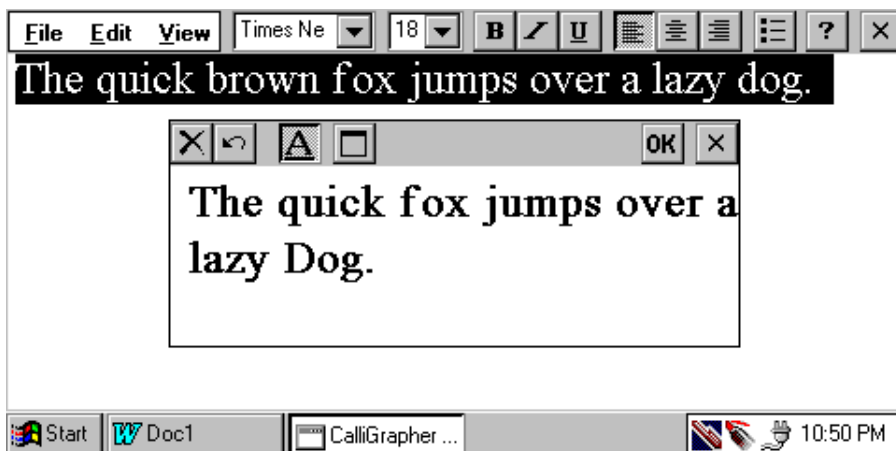 File Edit View Times Ne 18 B I U ?
The quick brown fox jumps over a lazy dog.
A OK
The quick fox jumps over a
lazy Dog.
Start W Doc1 CalliGrapher ... 10:50 PM